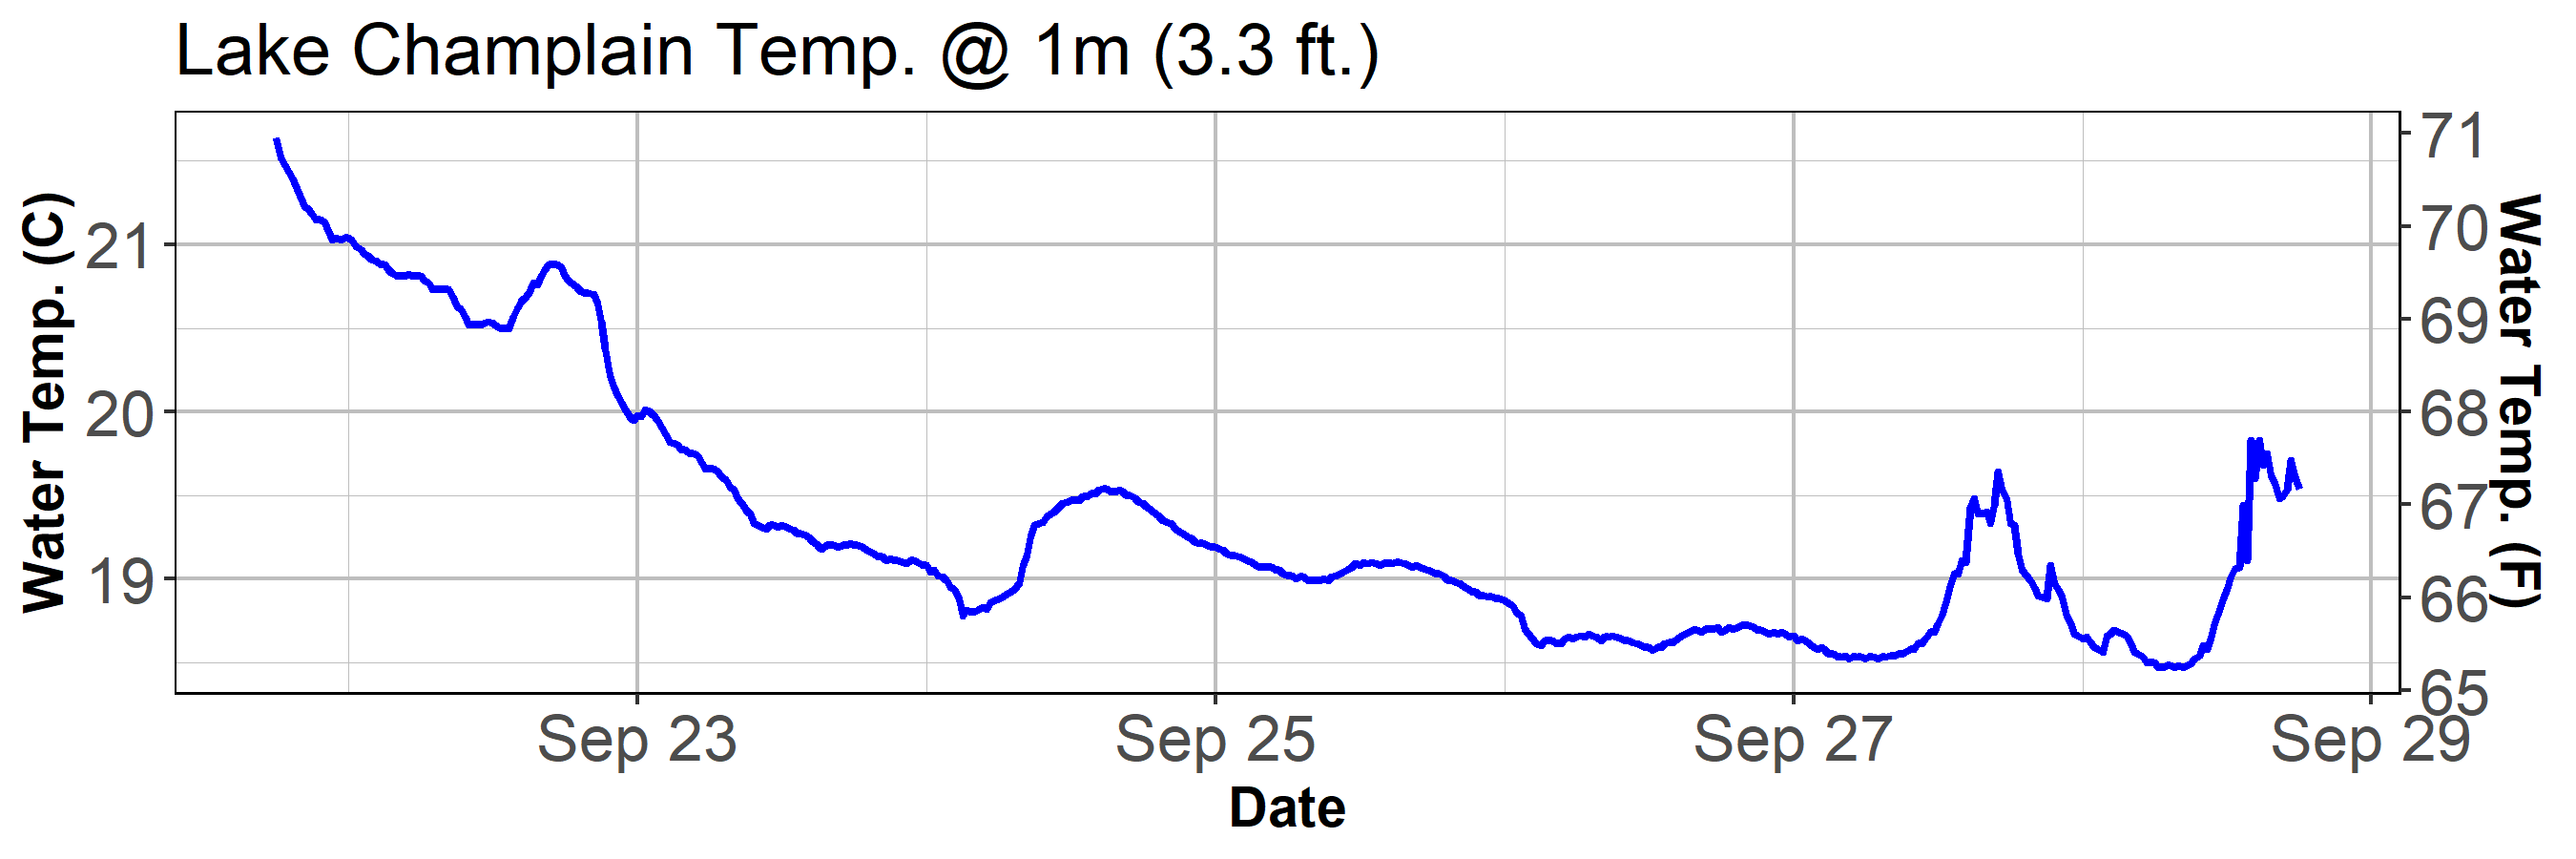 Lake Champlain Temp. @ 1m (3.3 ft.)
Water Temp. (C)
21
20
19
71
70
69
68
67
66
65
Water Temp. (F)
Sep 23
Sep 25
Sep 27
Sep 29
Date